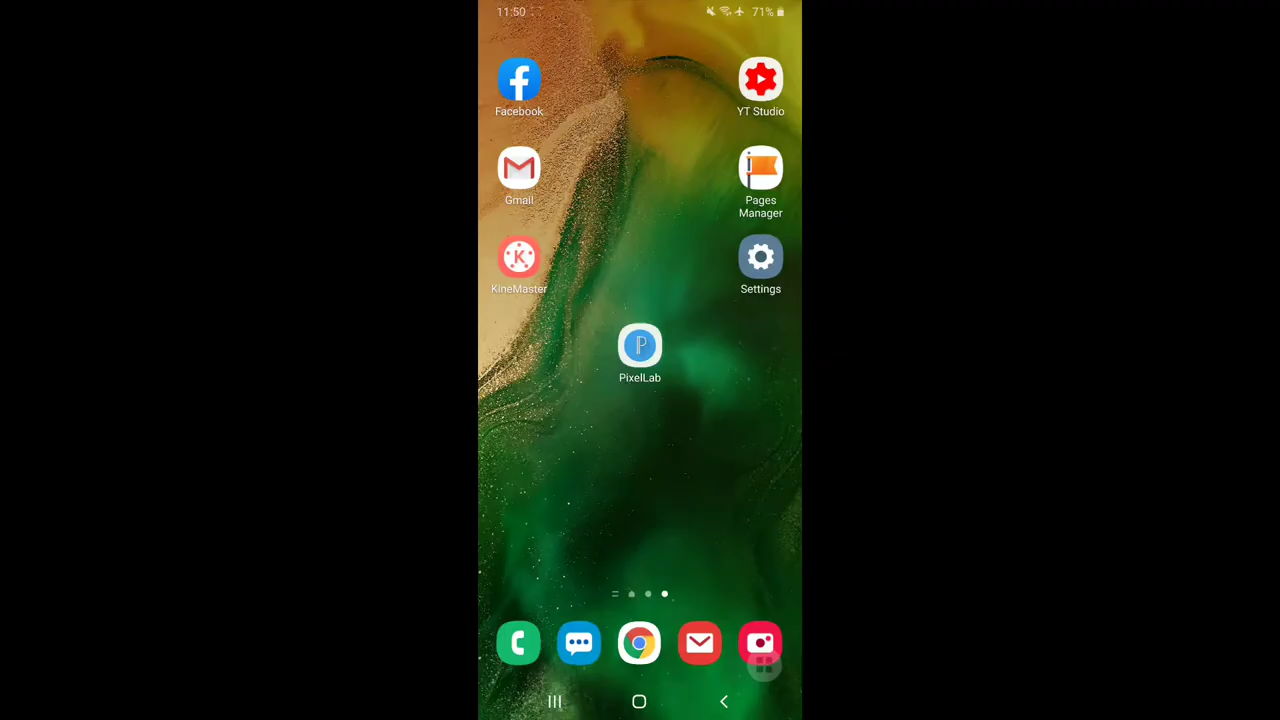 11:50
71%
Facebook
YT Studio
Gmail
Pages
Manager
KineMaster
Settings
P
PixelLab